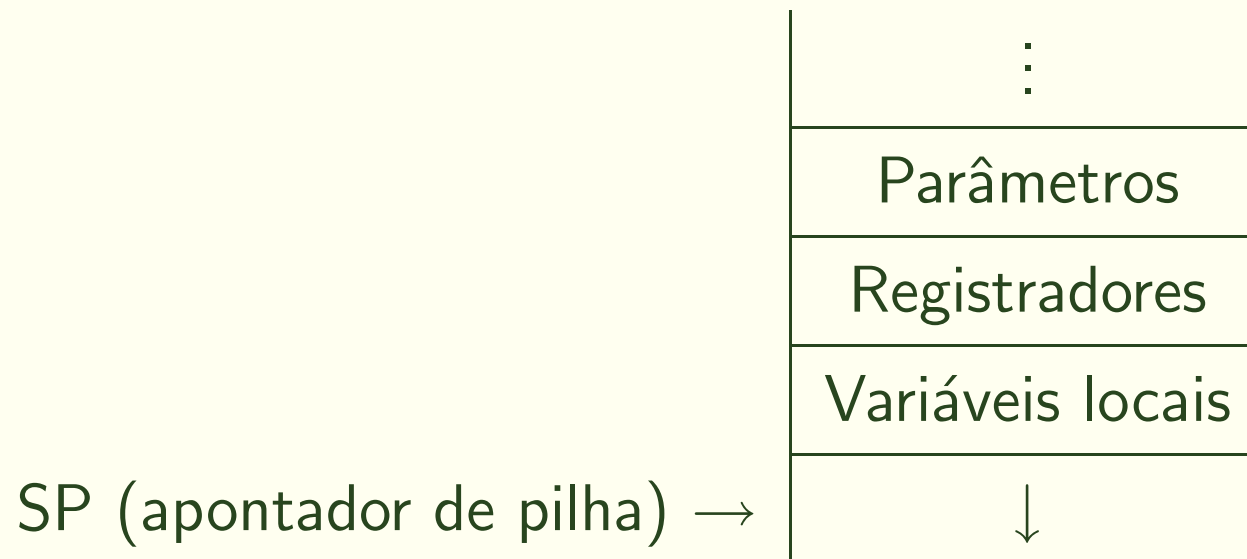 ⋮
Parâmetros
Registradores
Variáveis locais
SP (apontador de pilha) → ↓